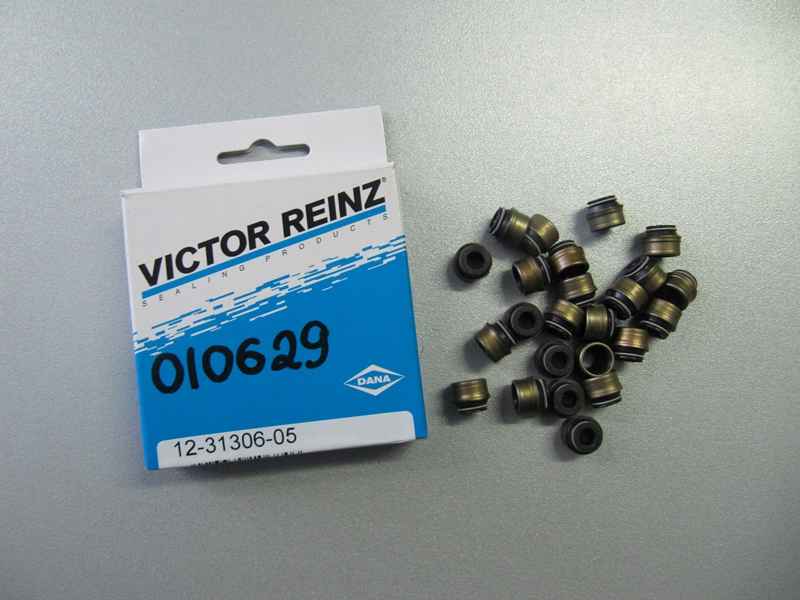 VICTOR REINZ®
SEALING PRODUCTS
010629
DANA
12-31306-05